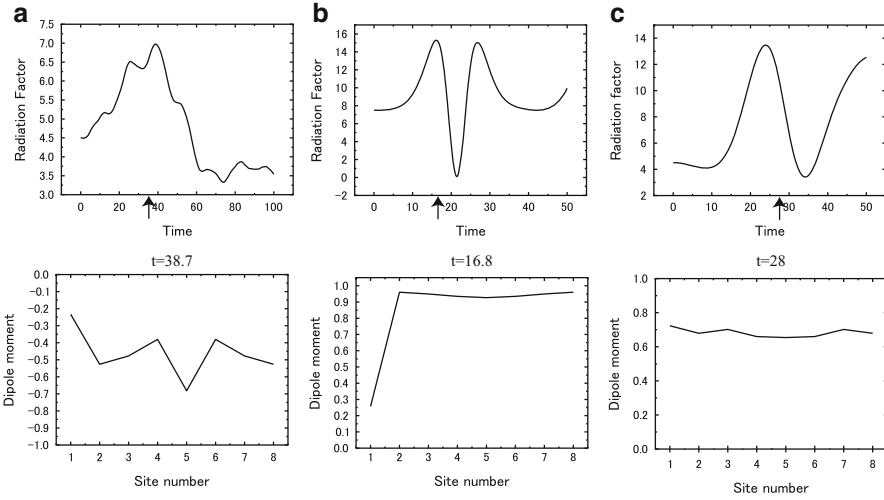 a
7.5
7.0
6.5
6.0
5.5
5.0
4.5
4.0
3.5
3.0
Radiation Factor
0 20 40 60 80 100
Time
b
16
14
12
10
8
6
4
2
0
−2
Radiation Factor
0 10 20 30 40 50
Time
c
14
12
10
8
6
4
2
Radiation factor
0 10 20 30 40 50
Time
t=38.7
0.0
−0.1
−0.2
−0.3
−0.4
−0.5
−0.6
−0.7
−0.8
−0.9
−1.0
Dipole moment
1 2 3 4 5 6 7 8
Site number
t=16.8
1.0
0.9
0.8
0.7
0.6
0.5
0.4
0.3
0.2
0.1
0.0
Dipole moment
1 2 3 4 5 6 7 8
Site number
t=28
1.0
0.8
0.6
0.4
0.2
0.0
Dipole moment
1 2 3 4 5 6 7 8
Site number